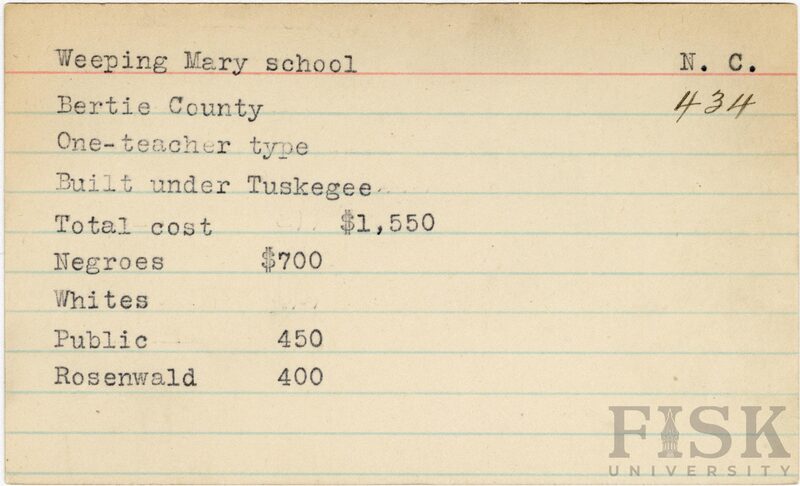 Weeping Mary school N. C.
Bertie County 434
One-teacher type
Built under Tuskegee
Total cost $1,550
Negroes $700
Whites
Public 450
Rosenwald 400
FISK
UNIVERSITY